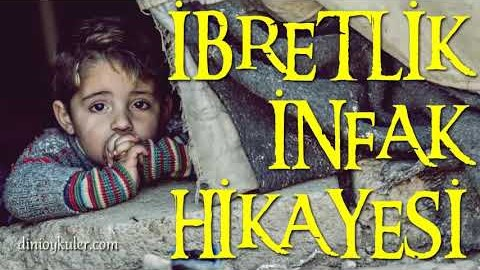 İBRETLİK
İNFAK
HİKAYESİ
dinioykuler.com